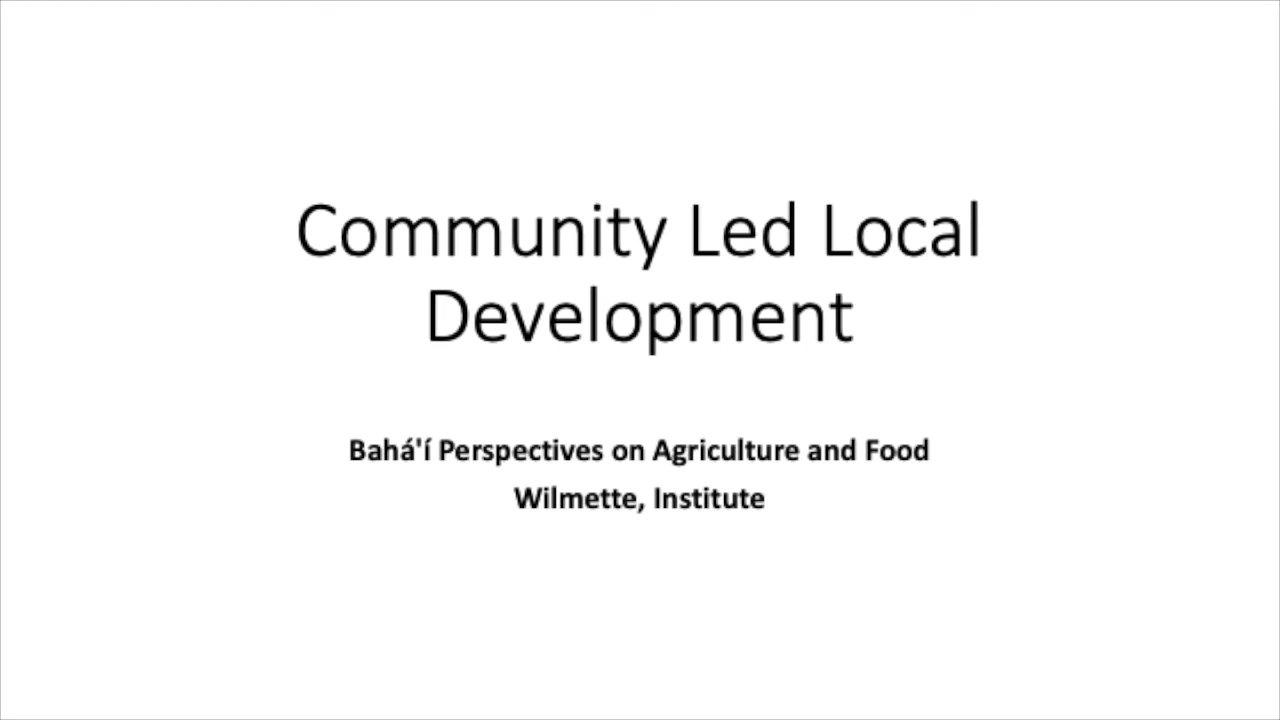 Community Led Local
Development
Bahá'í Perspectives on Agriculture and Food
Wilmette, Institute